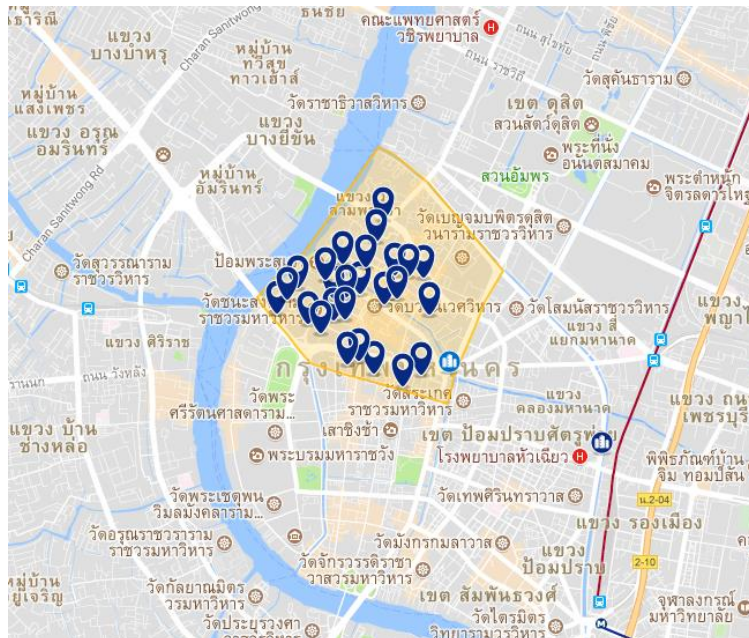 ธนชัย
คณะแพทยศาสตร์
วชิรพยาบาล
ถนน สุโขทัย
ถนน ราชวิถี
แขวง
บางบำหรุ
Charan Sanitwong Rd
หมู่บ้าน
ทวีสุข
ทาวเฮ้าส์
วัดสุคันธาราม
หมู่บ้าน
แสงเพชร
วัดราชาธิวาสวิหาร
เขต ดุสิต
สวนสัตว์ดุสิต
แขวง อรุณ
อมรินทร์
แขวง
บางยี่ขัน
พระที่นั่ง
อนันตสมาคม
หมู่บ้าน
อัมรินทร์
สวนอัมพร
พระตำหนัก
จิตรลดารโหฐ
Charan Sanitwong Rd
วัดเบญจมบพิตรดุสิต
วนารามราชวรวิหาร
วัดสุวรรณาราม
ราชวรวิหาร
ป้อมพระสุเ
วัดชนะส
ราชวรมหา
วัดบว
นเวศวิหาร
วัดโสมนัสราชวรวิหาร
แขวง
พญาไ
แขวง สี่
แยกมหานาค
แขวง ศิริราช
ถนน วังหลัง
วัดพระ
ศรีรัตนศาสดาราม...
วัดสระเกศ
ราชวรมหาวิหาร
แขวง
คลองมหานาค
แขวง ถน
เพชรบุรี
แขวง บ้าน
ช่างหล่อ
เสาชิงช้า
เขต ป้อมปราบศัตรูพ่าย
พระบรมมหาราชวัง
โรงพยาบาลหัวเฉียว
พิพิธภัณฑ์บ้าน
จิม ทอมป์สัน
วัดพระเชตุพน
วิมลมังคลาราม...
วัดเทพศิรินทราวาส
น.2-04
แขวง รองเมือง
วัดอรุณราชวราราม
ราชวรมหาวิหาร
วัดมังกรกมลาวาส
แขวง
ป้อมปราบ
2-10
วัดจักรวรรดิราชา
วาสวรมหาวิหาร
หมู่บ้าน
วัดกัลยาณมิตร
วรมหาวิหาร
เขต สัมพันธวงศ์
จุฬาลงกรณ์
มหาวิทยาลัย
วัดประยุรวงศา
วัดไตรมิตร
วิทยารามวรวิหาร